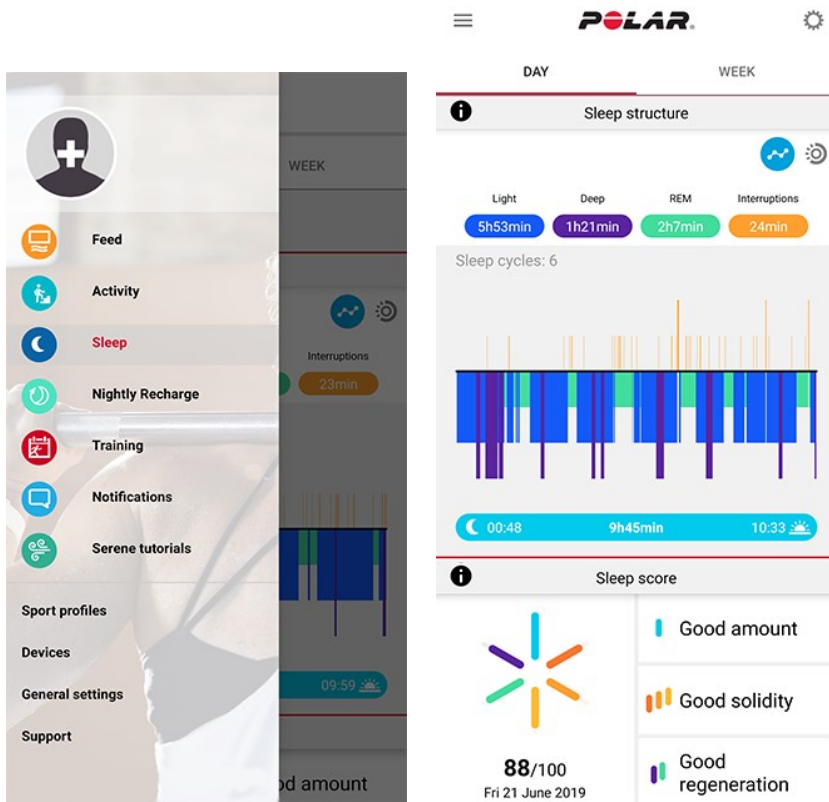 WEEK
Feed
Activity
Sleep
Nightly Recharge
Training
Notifications
Serene tutorials
Sport profiles
Devices
General settings
Support
Interruptions
23min
09:59
od amount
POLAR.
DAY WEEK
Sleep structure
Light Deep REM Interruptions
5h53min 1h21min 2h7min 24min
Sleep cycles: 6
00:48 9h45min 10:33
Sleep score
Good amount
Good solidity
Good
regeneration
88/100
Fri 21 June 2019